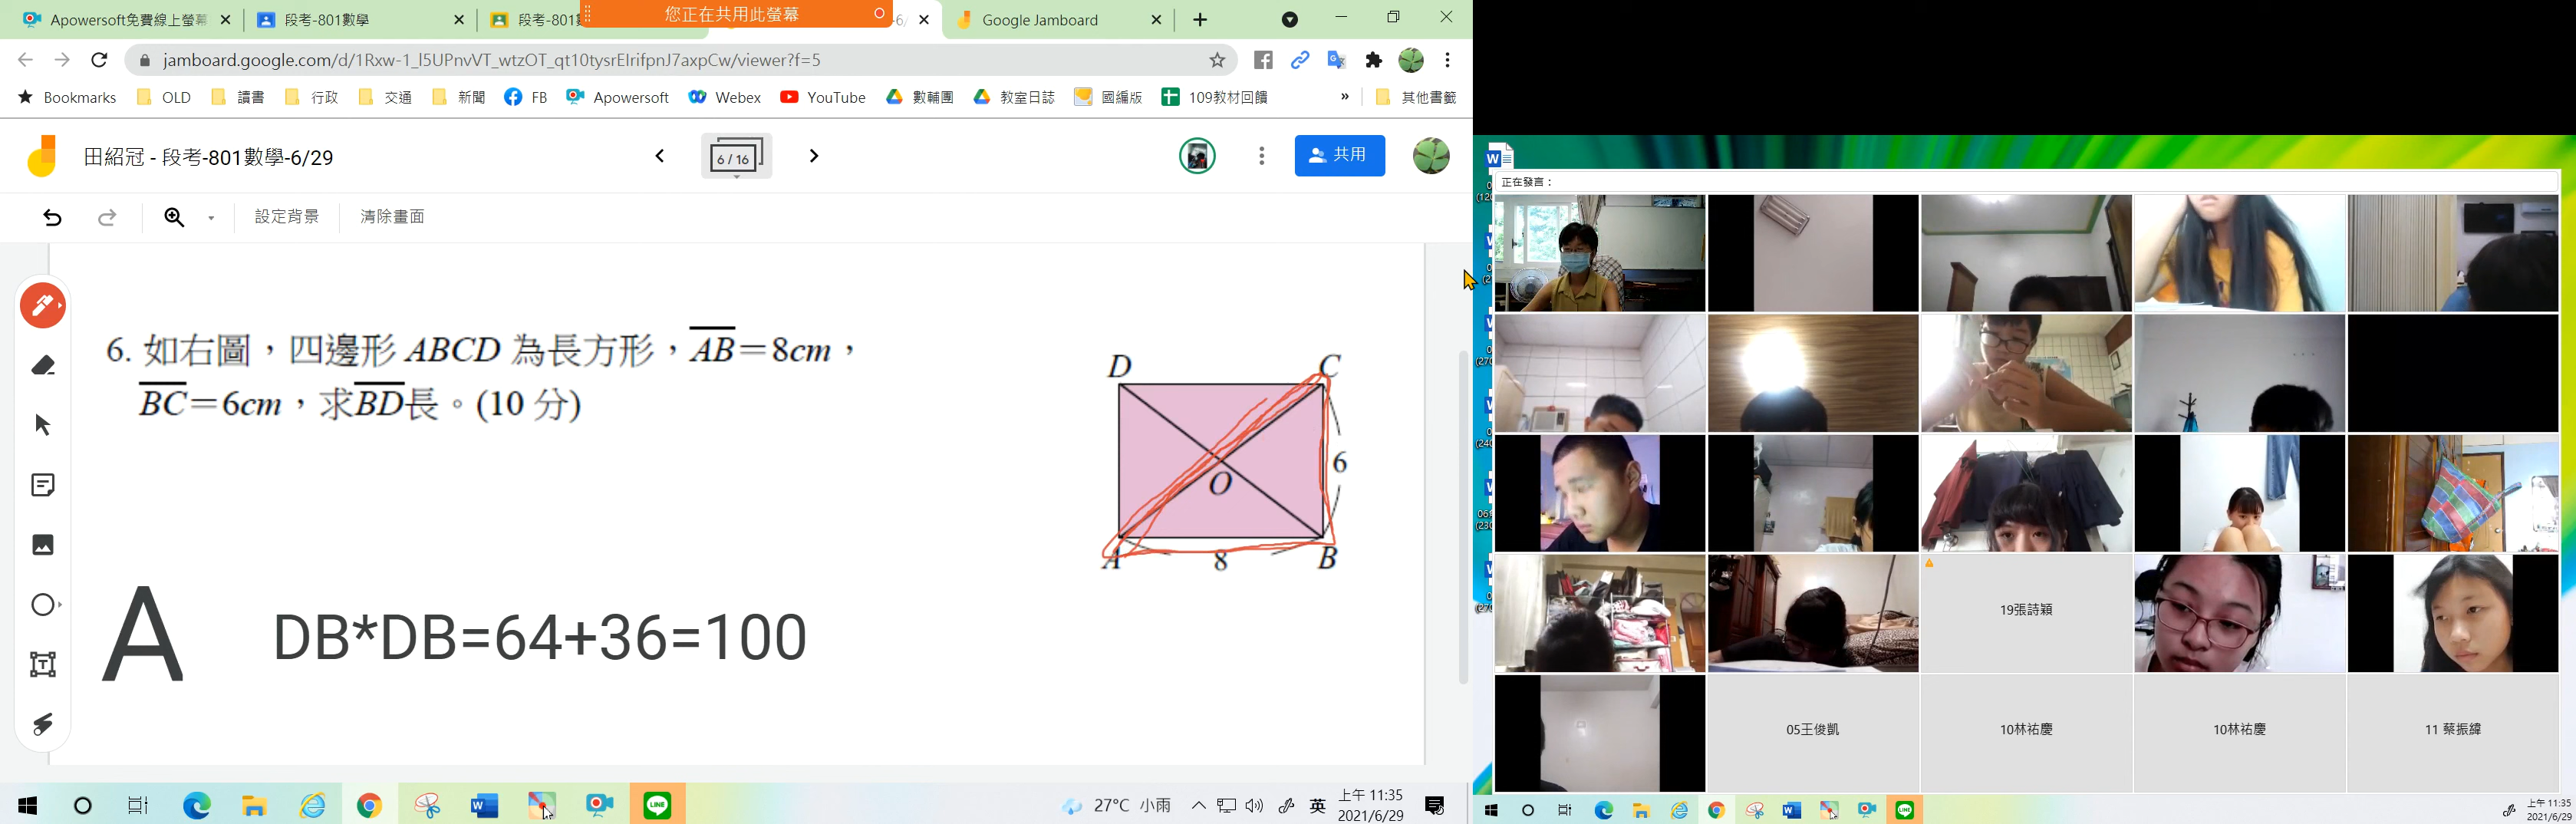 Apowersoft免費線上螢幕
段考-801數學
段考-801
您正在共用此螢幕
Google Jamboard
jamboard.google.com/d/1Rxw-1_l5UPnvVT_wtzOT_qt10tysrElrifpnJ7axpCw/viewer?f=5
Bookmarks OLD 讀書 行政 交通 新聞 FB Apowersoft Webex YouTube 數輔團 教室日誌 國編版 109教材回饋 » 其他書籤
田紹冠 - 段考-801數學-6/29
6 / 16
共用
設定背景 清除畫面
6. 如右圖，四邊形 ABCD 為長方形，AB＝8cm，
BC＝6cm，求BD長。(10 分)
D C
O 6
A 8 B
A DB*DB=64+36=100
27°C 小雨 英 上午 11:35
2021/6/29
正在發言：
19張詩穎
05王俊凱 10林祐慶 10林祐慶 11 蔡振緯
上午 11:35
2021/6/29